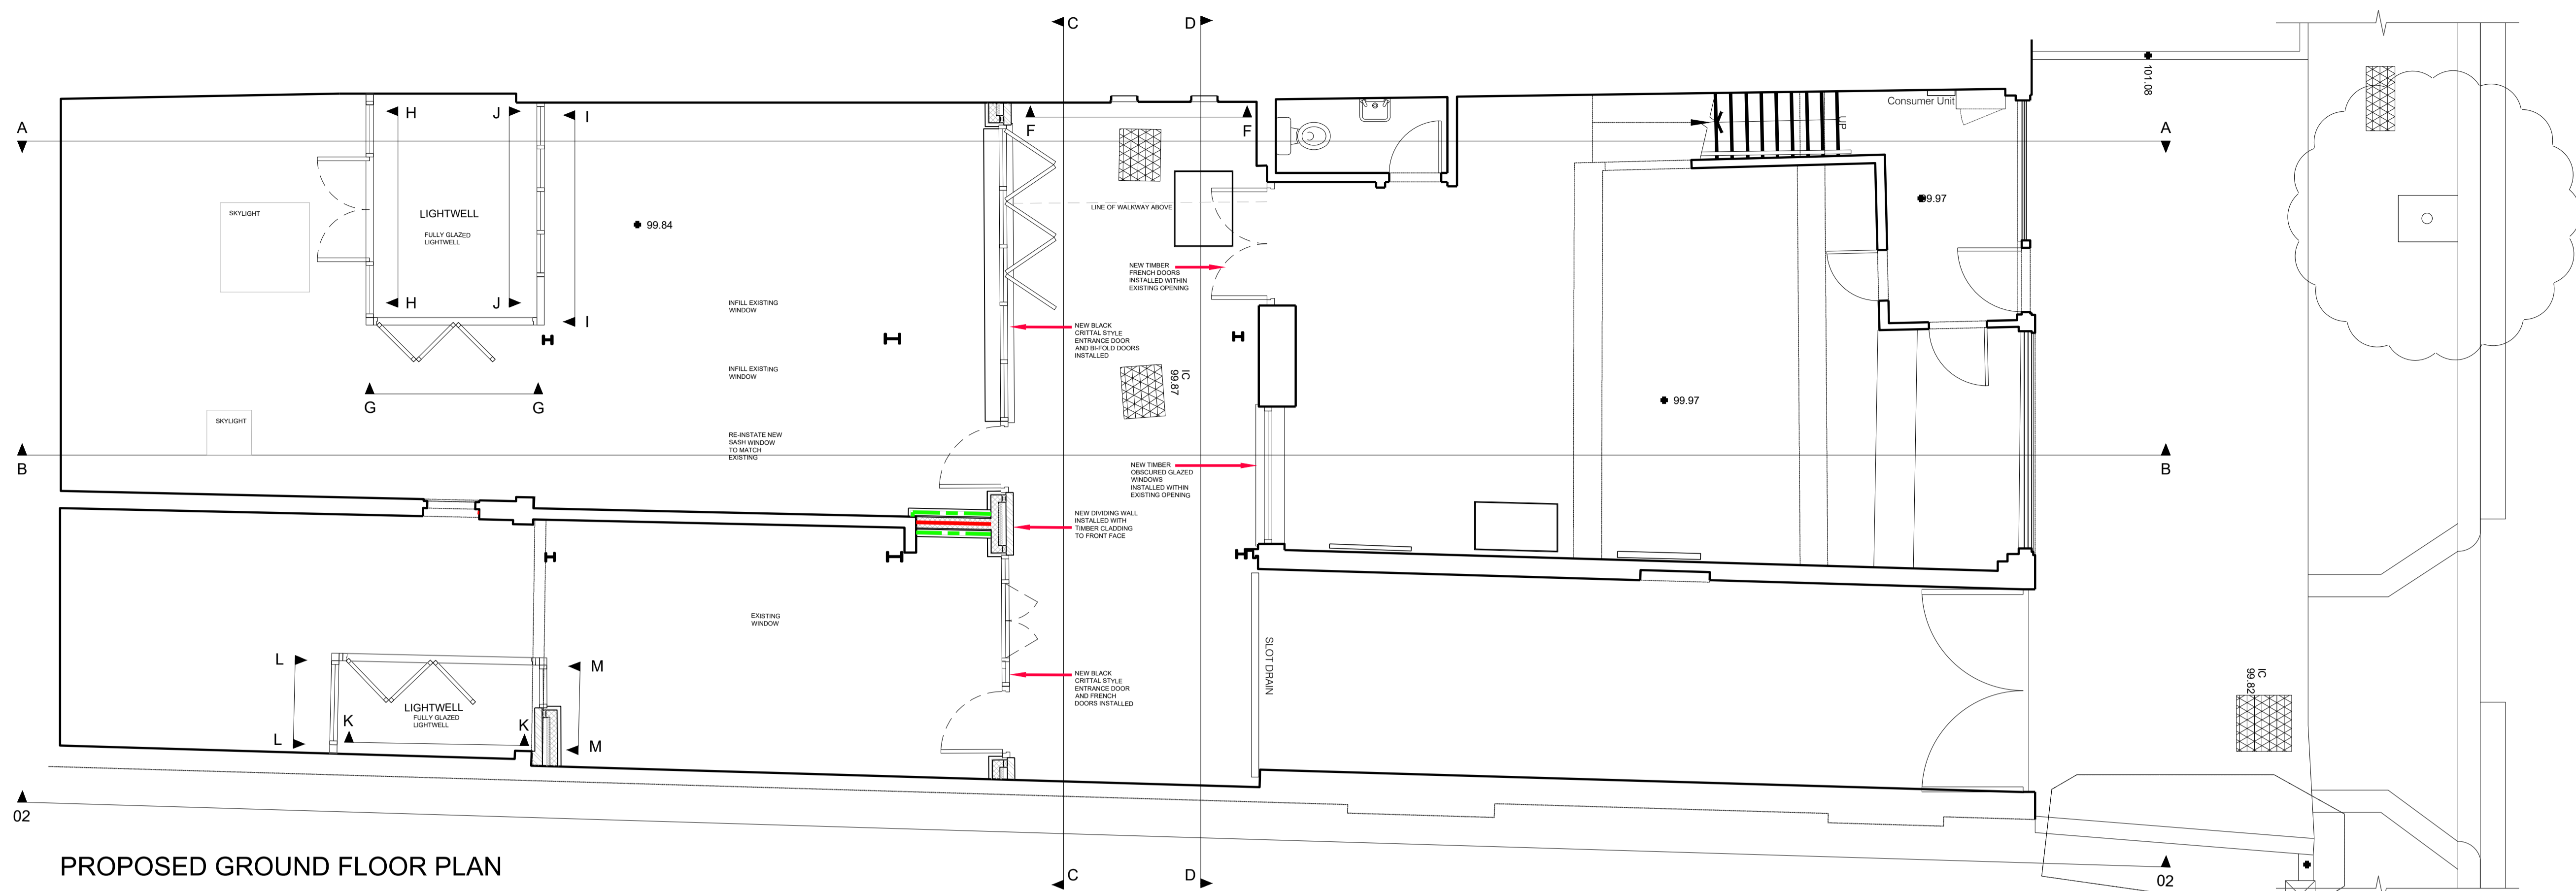 C
D
101.08
A
A
H
J
I
F
F
Consumer Unit
UP
SKYLIGHT
LIGHTWELL
FULLY GLAZED
LIGHTWELL
99.84
LINE OF WALKWAY ABOVE
99.97
NEW TIMBER
FRENCH DOORS
INSTALLED WITHIN
EXISTING OPENING
H
J
I
INFILL EXISTING
WINDOW
NEW BLACK
CRITTAL STYLE
ENTRANCE DOOR
AND BI-FOLD DOORS
INSTALLED
INFILL EXISTING
WINDOW
IC
99.87
G
G
99.97
SKYLIGHT
RE-INSTATE NEW
SASH WINDOW
TO MATCH
EXISTING
B
B
NEW TIMBER
OBSCURED GLAZED
WINDOWS
INSTALLED WITHIN
EXISTING OPENING
NEW DIVIDING WALL
INSTALLED WITH
TIMBER CLADDING
TO FRONT FACE
EXISTING
WINDOW
SLOT DRAIN
L
M
NEW BLACK
CRITTAL STYLE
ENTRANCE DOOR
AND FRENCH
DOORS INSTALLED
IC
99.82
LIGHTWELL
FULLY GLAZED
LIGHTWELL
K
K
L
M
02
02
PROPOSED GROUND FLOOR PLAN
C
D